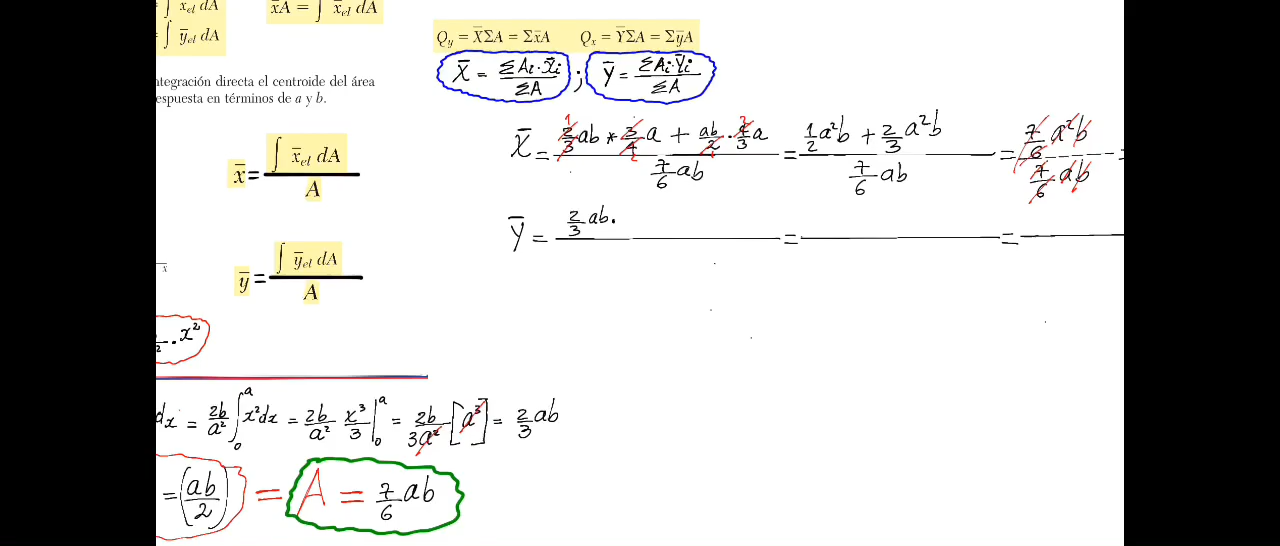 ∫ x̄el dA
x̄A = ∫ x̄el dA
= ∫ ȳel dA
Qy = X̄ΣA = Σx̄A Qx = ȲΣA = ΣȳA
X̄ = ΣAi·x̄i / ΣA ; Ȳ = ΣAi·Ȳi / ΣA
ntegración directa el centroide del área
espuesta en términos de a y b.
X̄ = (2/3 ab * 3/4 a + ab/2 · 4/3 a) / (7/6 ab) = (1/2 a²b + 2/3 a²b) / (7/6 ab) = (7/6 a²b) / (7/6 ab) =
x̄ = ∫ x̄el dA / A
Ȳ = 2/3 ab. = =
ȳ = ∫ ȳel dA / A
x̄
· x²
dx = 2b/a² ∫₀ᵃ x²dx = 2b/a² x³/3 |₀ᵃ = 2b/3a² [a³] = 2/3 ab
= (ab/2) = A = 7/6 ab